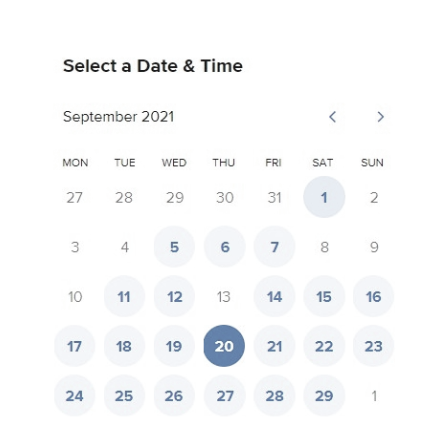 Select a Date & Time
September 2021
MON TUE WED THU FRI SAT SUN
27 28 29 30 31 1 2
3 4 5 6 7 8 9
10 11 12 13 14 15 16
17 18 19 20 21 22 23
24 25 26 27 28 29 1